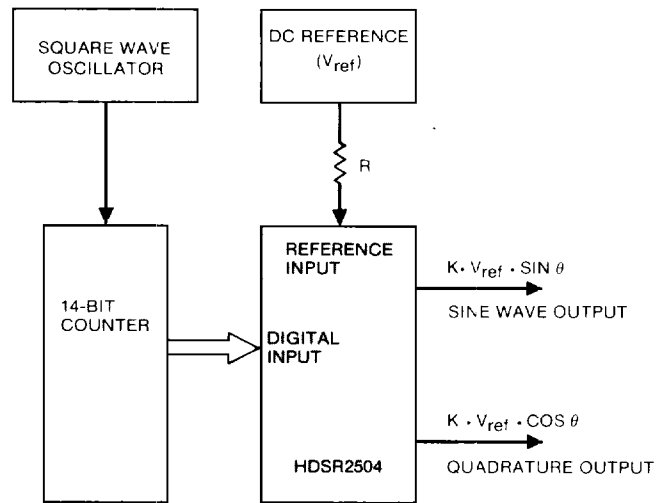 SQUARE WAVE
OSCILLATOR
DC REFERENCE
(Vref)
R
14-BIT
COUNTER
REFERENCE
INPUT
DIGITAL
INPUT
HDSR2504
K · Vref · SIN θ
SINE WAVE OUTPUT
K · Vref · COS θ
QUADRATURE OUTPUT